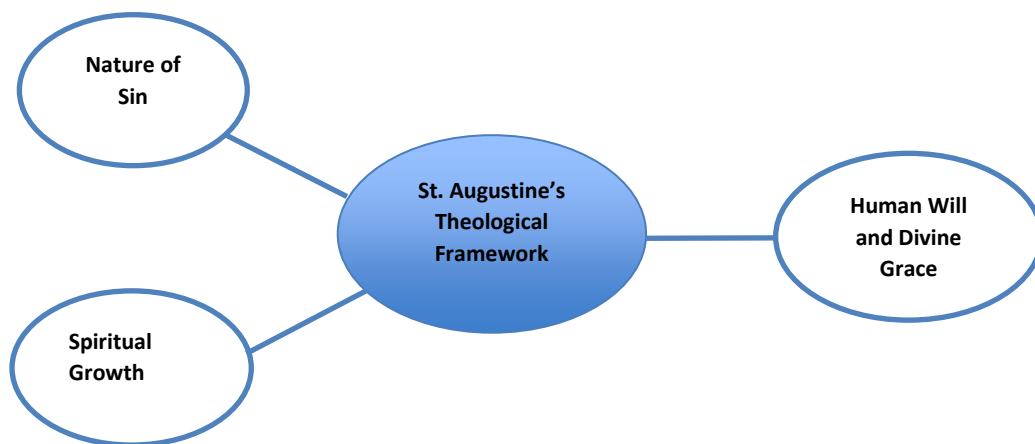 Nature of
Sin
St. Augustine’s
Theological
Framework
Human Will
and Divine
Grace
Spiritual
Growth